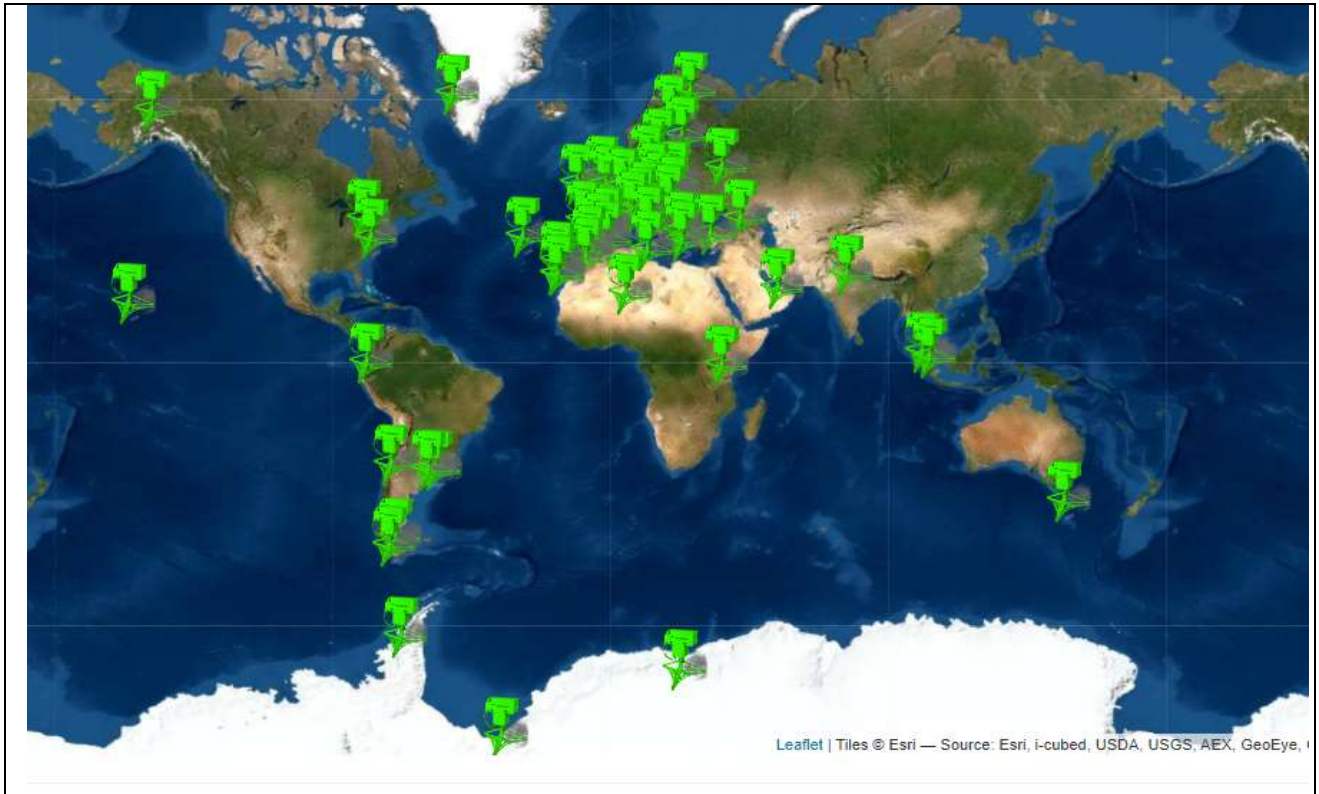 Leaflet | Tiles © Esri — Source: Esri, i-cubed, USDA, USGS, AEX, GeoEye,